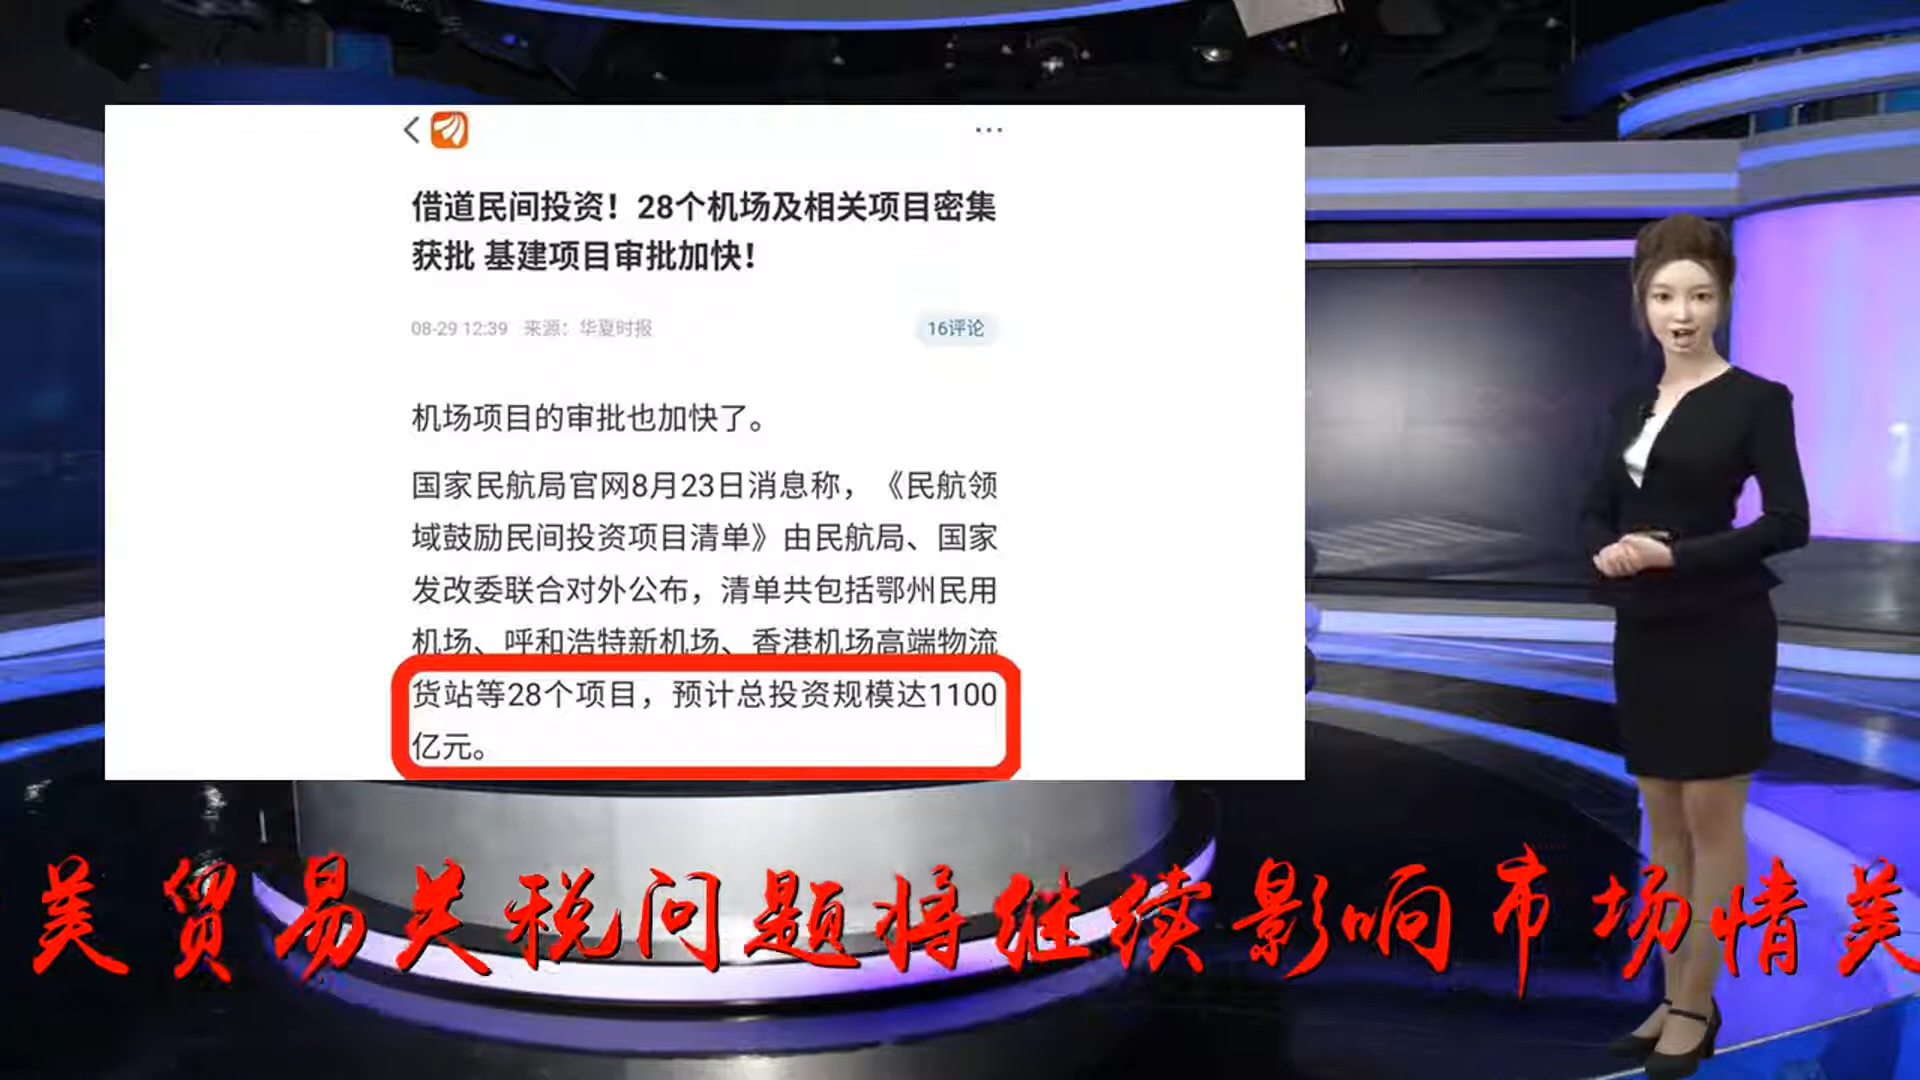 借道民间投资！28个机场及相关项目密集
获批 基建项目审批加快！
08-29 12:39 来源：华夏时报
16评论
机场项目的审批也加快了。
国家民航局官网8月23日消息称，《民航领
域鼓励民间投资项目清单》由民航局、国家
发改委联合对外公布，清单共包括鄂州民用
机场、呼和浩特新机场、香港机场高端物流
货站等28个项目，预计总投资规模达1100
亿元。
美贸易关税问题将继续影响市场情美